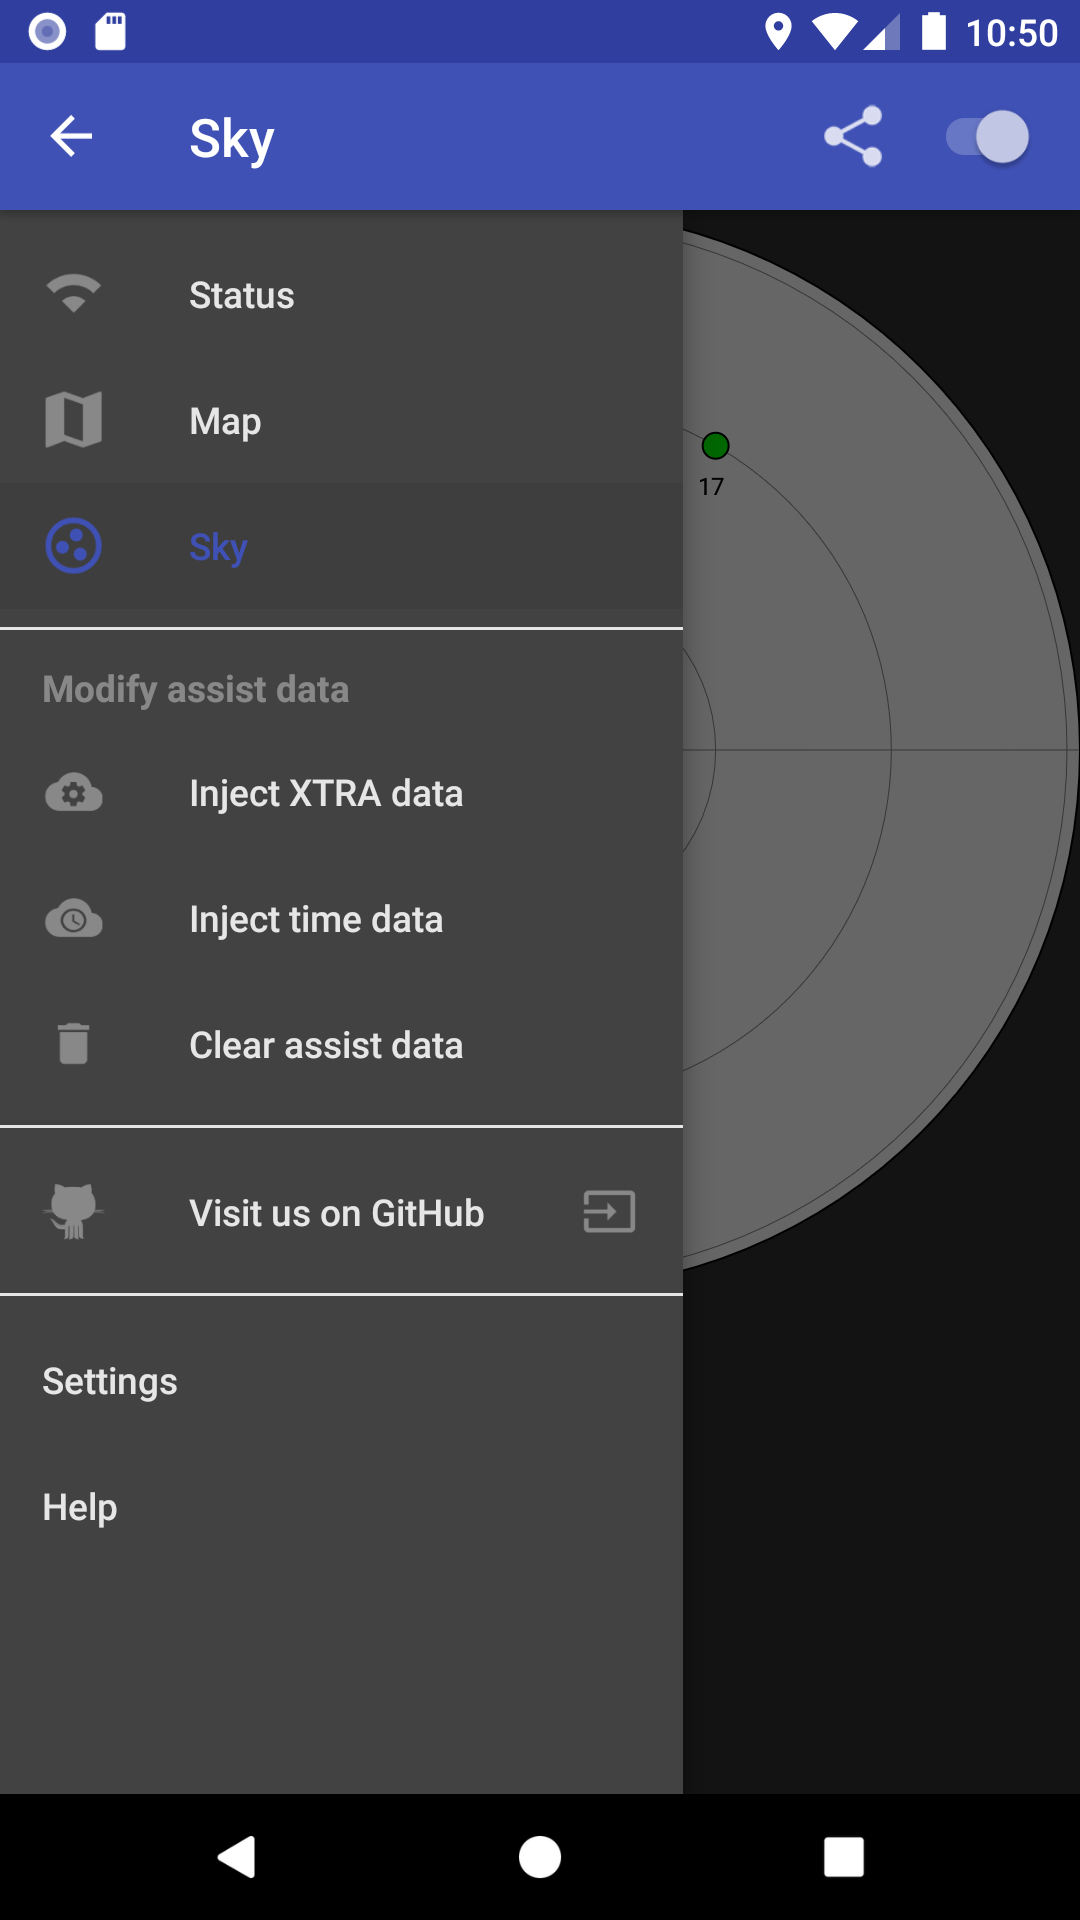 10:50
Sky
Status
Map
17
Sky
Modify assist data
Inject XTRA data
Inject time data
Clear assist data
Visit us on GitHub
Settings
Help